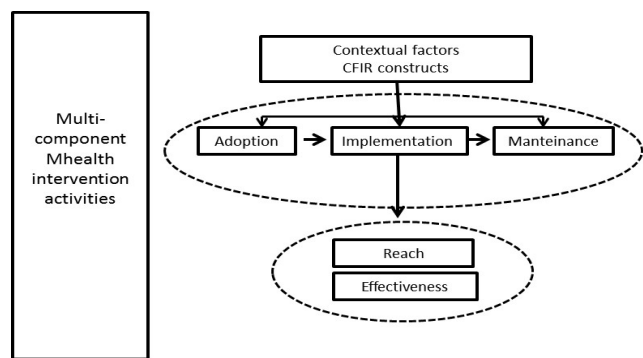 Multi-
component
Mhealth
intervention
activities
Contextual factors
CFIR constructs
Adoption
Implementation
Manteinance
Reach
Effectiveness